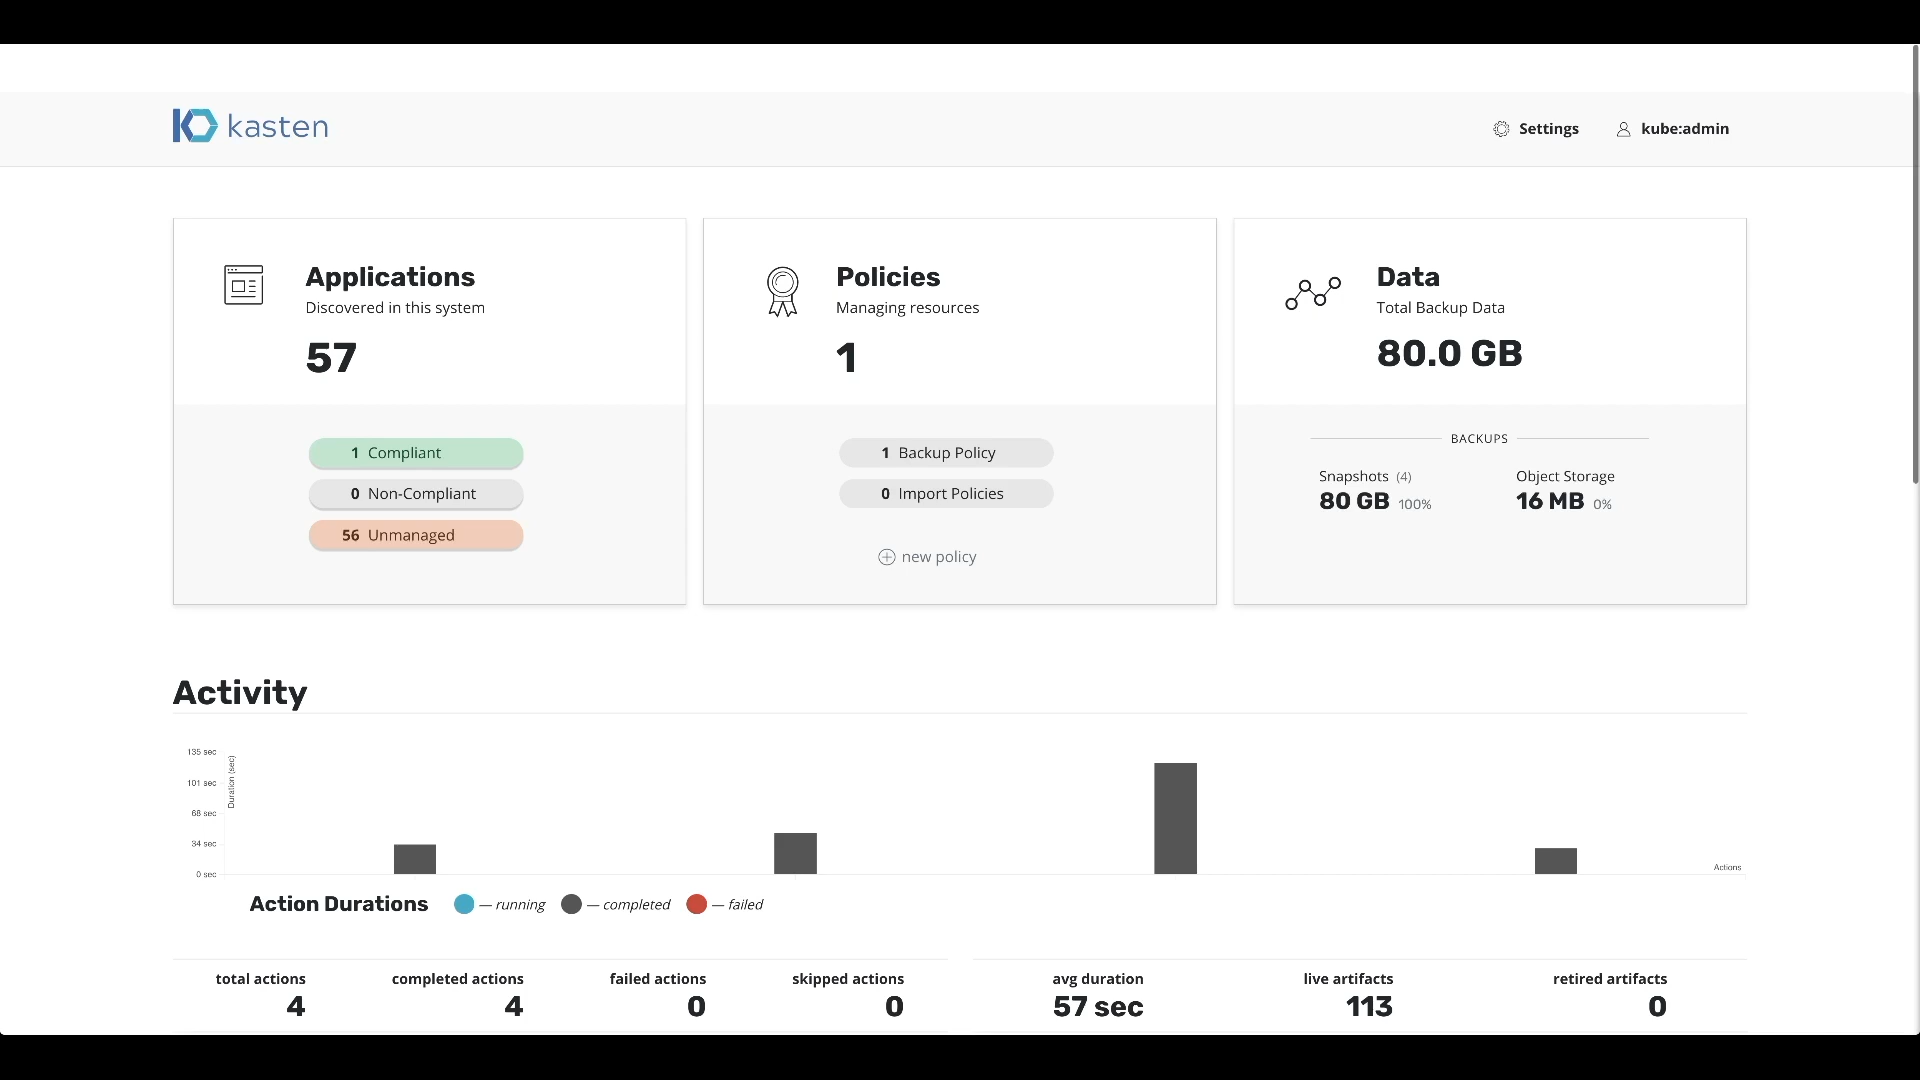 kasten
Settings
kube:admin
Applications
Discovered in this system
57
1 Compliant
0 Non-Compliant
56 Unmanaged
Policies
Managing resources
1
1 Backup Policy
0 Import Policies
new policy
Data
Total Backup Data
80.0 GB
BACKUPS
Snapshots (4)
80 GB 100%
Object Storage
16 MB 0%
Activity
135 sec
101 sec
68 sec
34 sec
0 sec
Duration (sec)
Actions
Action Durations
— running
— completed
— failed
total actions
4
completed actions
4
failed actions
0
skipped actions
0
avg duration
57 sec
live artifacts
113
retired artifacts
0